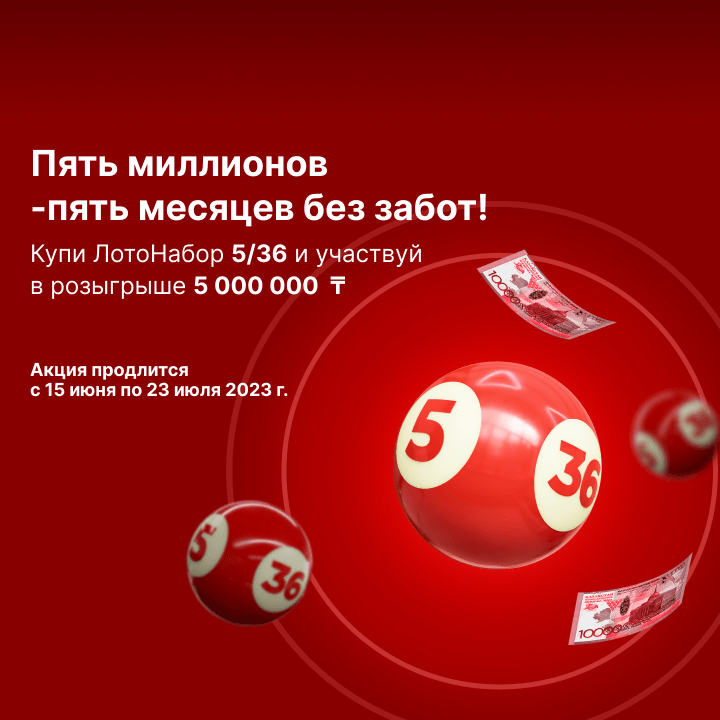 Пять миллионов
-пять месяцев без забот!
Купи ЛотоНабор 5/36 и участвуй
в розыгрыше 5 000 000 ₸
Акция продлится
с 15 июня по 23 июля 2023 г.
5
36
5
36